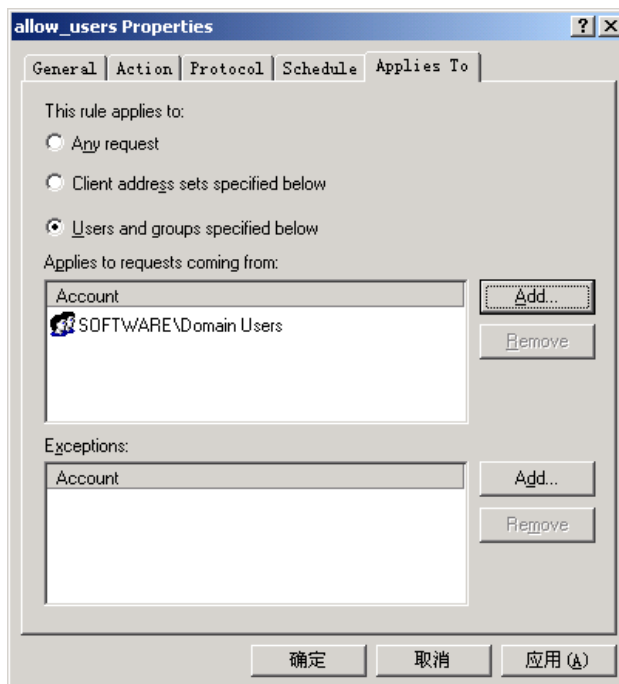 allow_users Properties
General Action Protocol Schedule Applies To
This rule applies to:
Any request
Client address sets specified below
Users and groups specified below
Applies to requests coming from:
Account
Add...
SOFTWARE\Domain Users
Remove
Exceptions:
Account
Add...
Remove
确定 取消 应用(A)